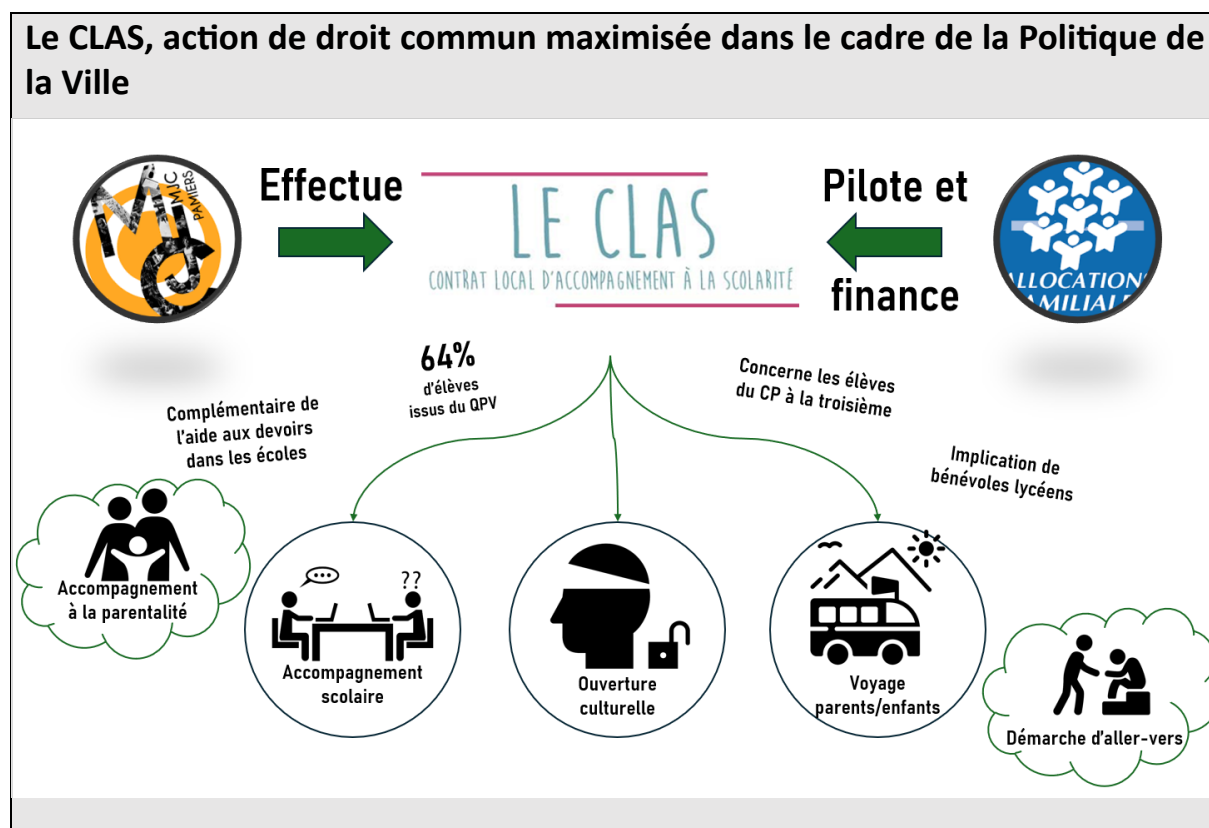 Le CLAS, action de droit commun maximisée dans le cadre de la Politique de
la Ville
MJC
PAMIERS
Effectue
LE CLAS
CONTRAT LOCAL D'ACCOMPAGNEMENT À LA SCOLARITÉ
Pilote et
finance
ALLOCATIONS
FAMILIALES
64%
d'élèves
issus du QPV
Concerne les élèves
du CP à la troisième
Complémentaire de
l'aide aux devoirs
dans les écoles
Implication de
bénévoles lycéens
Accompagnement
à la parentalité
??
Accompagnement
scolaire
Ouverture
culturelle
Voyage
parents/enfants
Démarche d'aller-vers